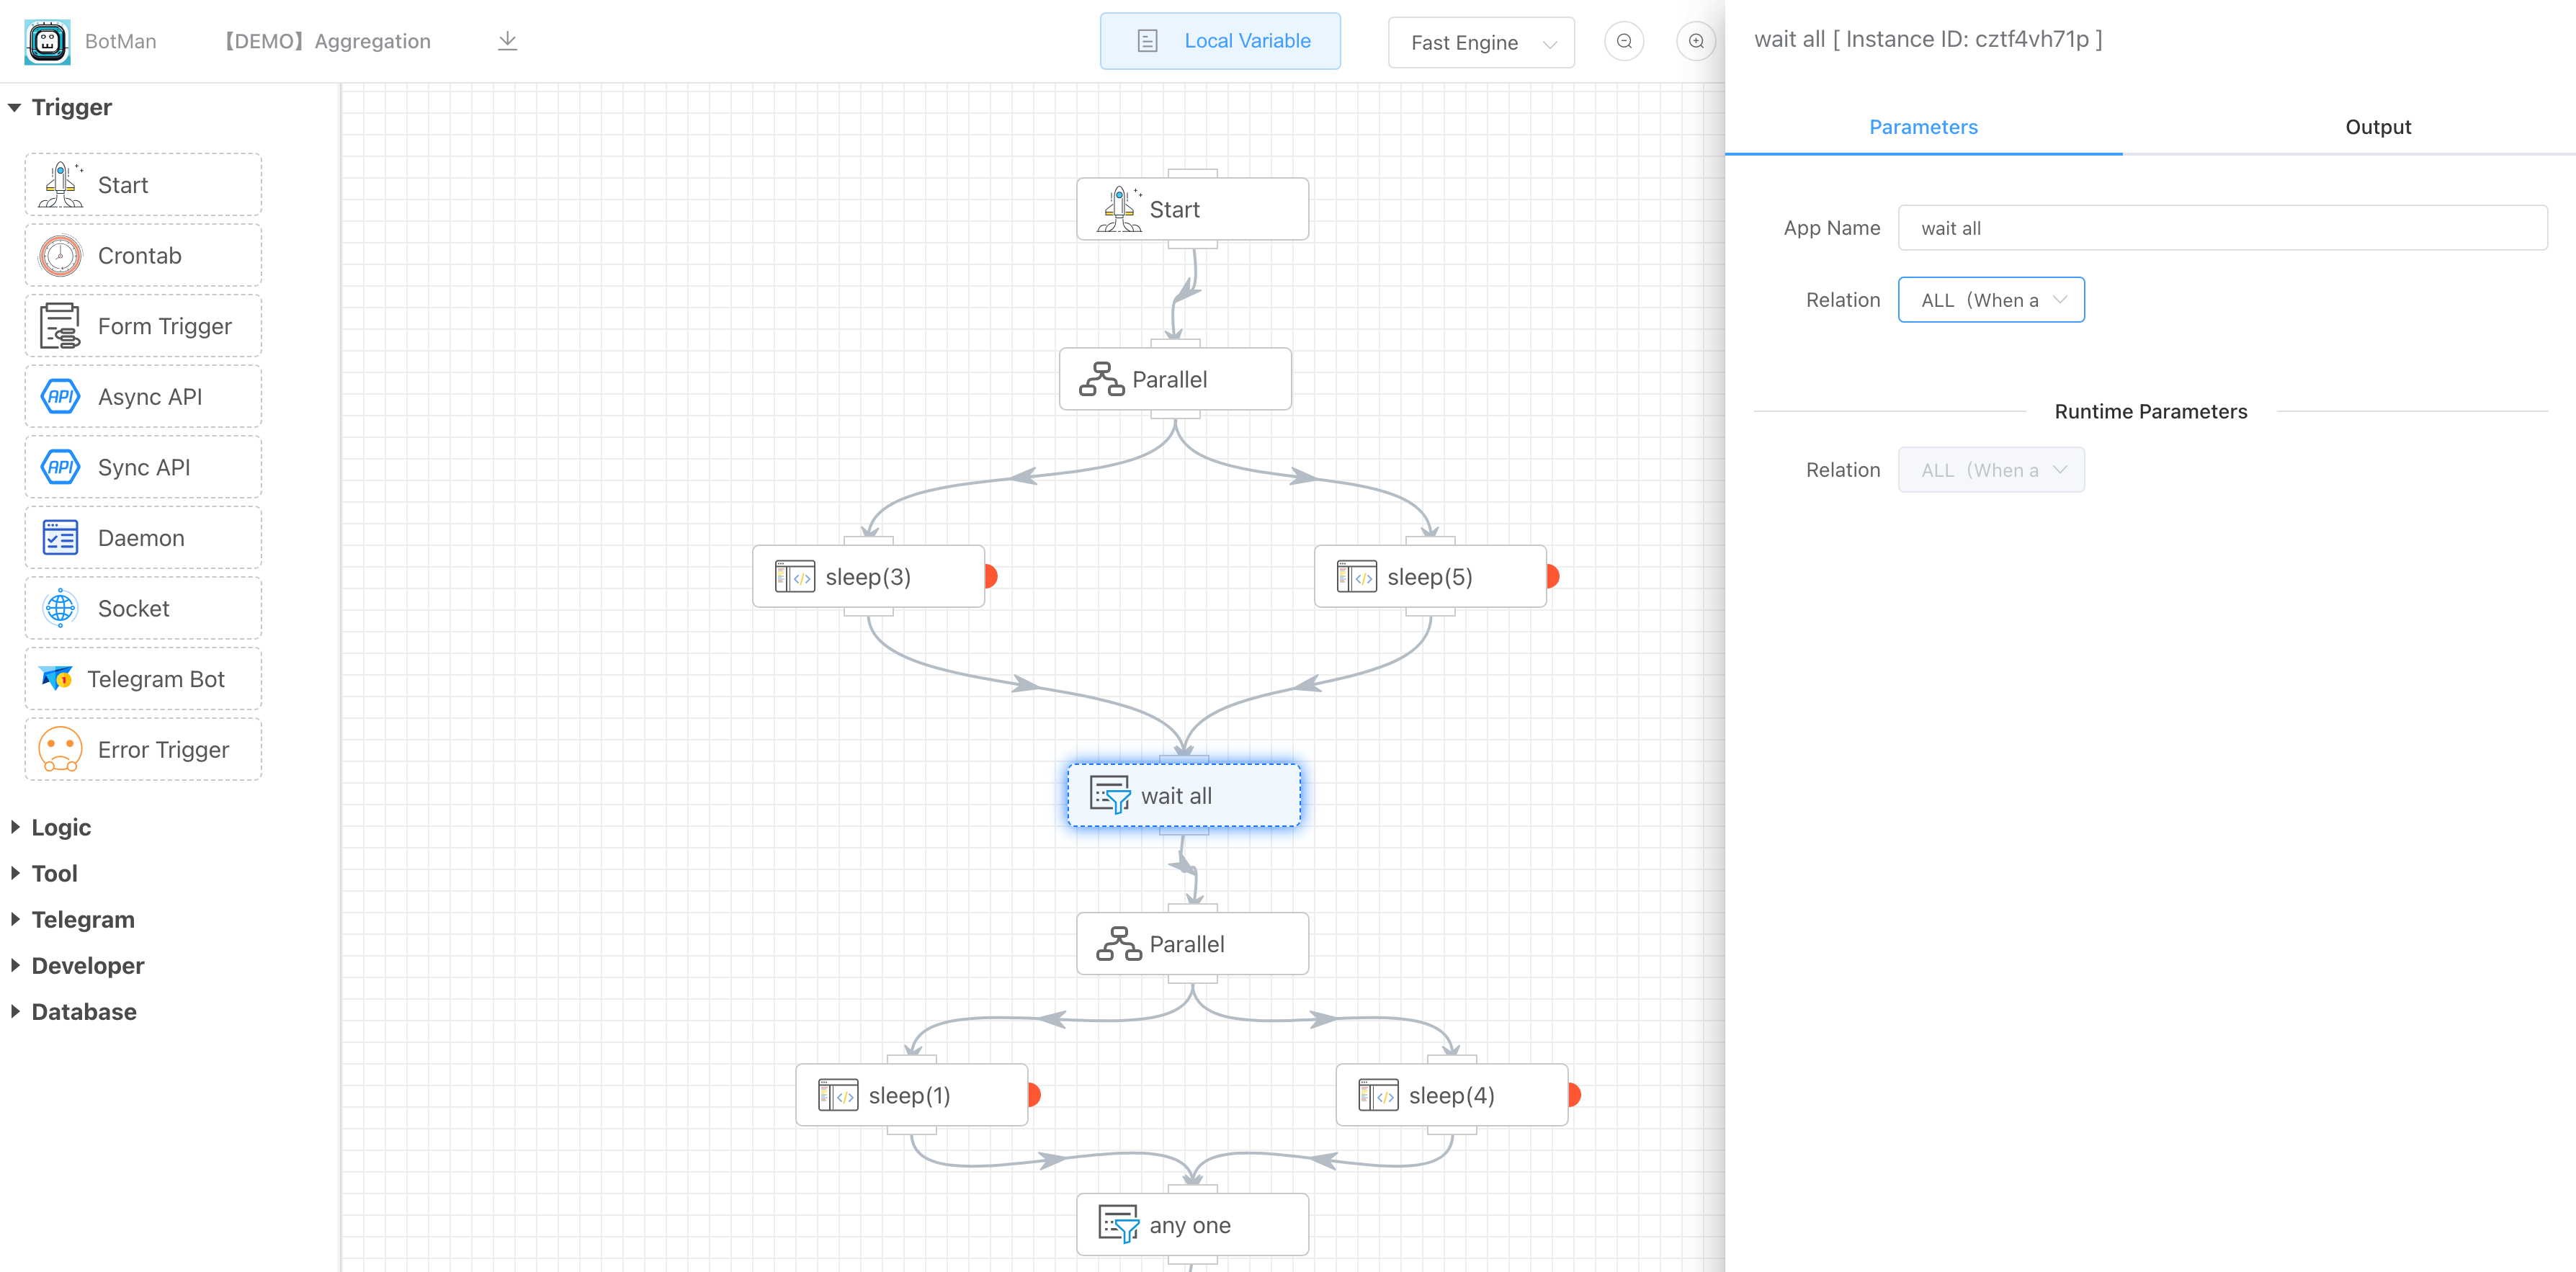 BotMan
【DEMO】Aggregation
Local Variable
Fast Engine
Trigger
Start
Crontab
Form Trigger
API
Async API
API
Sync API
Daemon
Socket
1
Telegram Bot
Error Trigger
Logic
Tool
Telegram
Developer
Database
Start
Parallel
</> sleep(3)
</> sleep(5)
wait all
Parallel
</> sleep(1)
</> sleep(4)
any one
wait all [ Instance ID: cztf4vh71p ]
Parameters
Output
App Name
wait all
Relation
ALL（When a
Runtime Parameters
Relation
ALL（When a